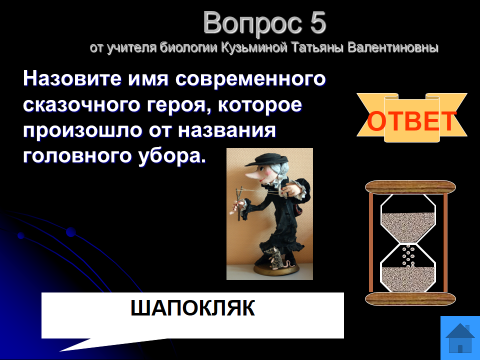 Вопрос 5
от учителя биологии Кузьминой Татьяны Валентиновны
Назовите имя современного
сказочного героя, которое
произошло от названия
головного убора.
ОТВЕТ
ШАПОКЛЯК